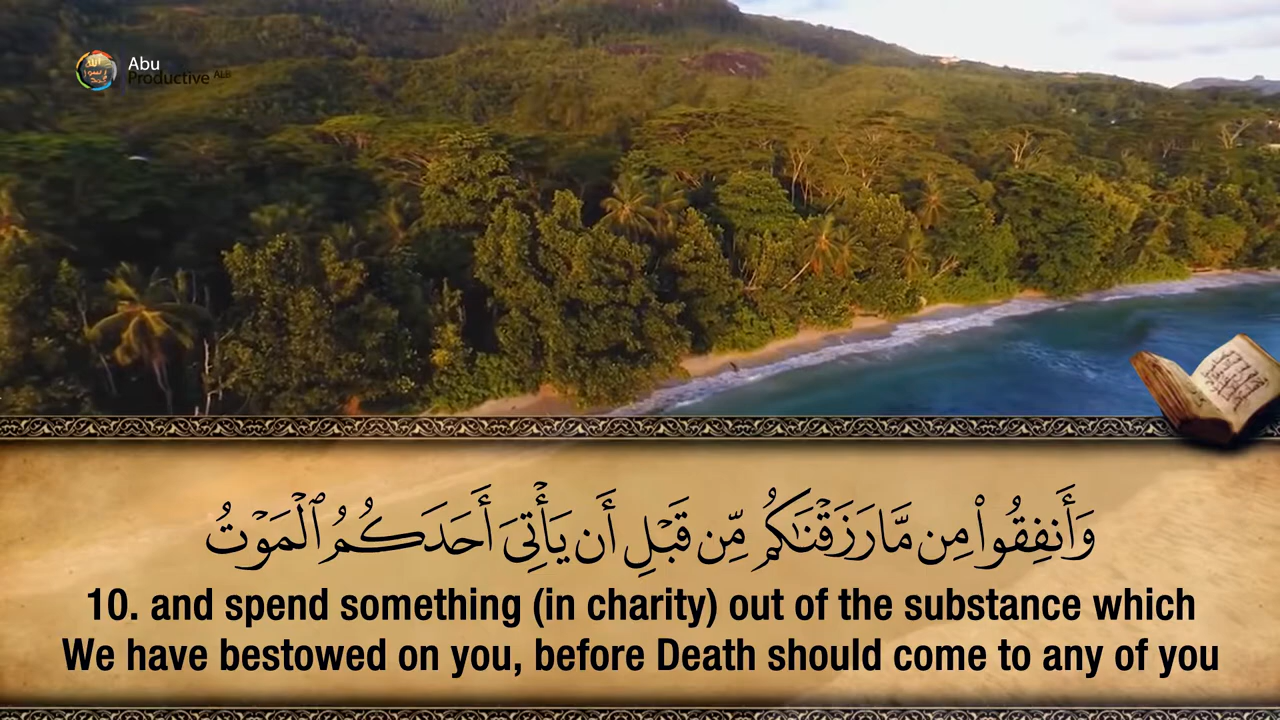 Abu
Productive ALB
وَأَنفِقُوا۟ مِن مَّا رَزَقْنَـٰكُم مِّن قَبْلِ أَن يَأْتِىَ أَحَدَكُمُ ٱلْمَوْتُ
10. and spend something (in charity) out of the substance which
We have bestowed on you, before Death should come to any of you